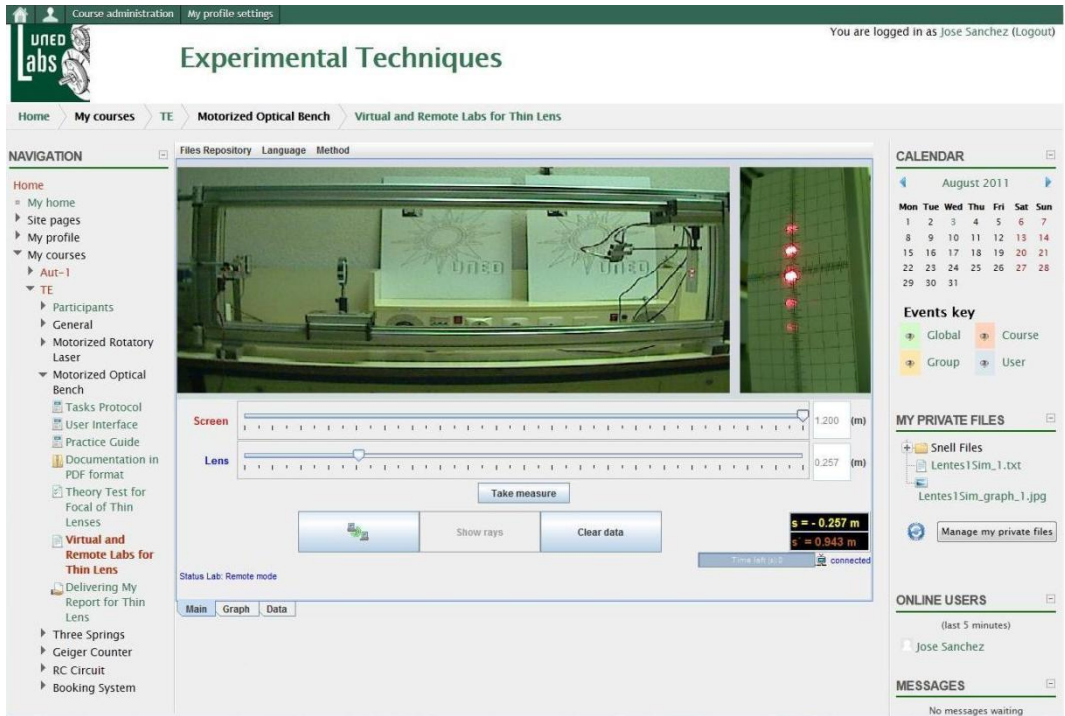 Course administration
My profile settings
UNED
Labs
Experimental Techniques
You are logged in as Jose Sanchez (Logout)
Home
My courses
TE
Motorized Optical Bench
Virtual and Remote Labs for Thin Lens
NAVIGATION
Home
My home
Site pages
My profile
My courses
Aut-1
TE
Participants
General
Motorized Rotatory
Laser
Motorized Optical
Bench
Tasks Protocol
User Interface
Practice Guide
Documentation in
PDF format
Theory Test for
Focal of Thin
Lenses
Virtual and
Remote Labs for
Thin Lens
Delivering My
Report for Thin
Lens
Three Springs
Geiger Counter
RC Circuit
Booking System
Files Repository Language Method
UNED
UNED
Screen
1.200 (m)
Lens
0.257 (m)
Take measure
Show rays
Clear data
s = - 0.257 m
s´ = 0.943 m
connected
Status Lab: Remote mode
Main Graph Data
CALENDAR
August 2011
Mon Tue Wed Thu Fri Sat Sun
1 2 3 4 5 6 7
8 9 10 11 12 13 14
15 16 17 18 19 20 21
22 23 24 25 26 27 28
29 30 31
Events key
Global Course
Group User
MY PRIVATE FILES
Snell Files
Lentes1Sim_1.txt
Lentes1Sim_graph_1.jpg
Manage my private files
ONLINE USERS
(last 5 minutes)
Jose Sanchez
MESSAGES
No messages waiting